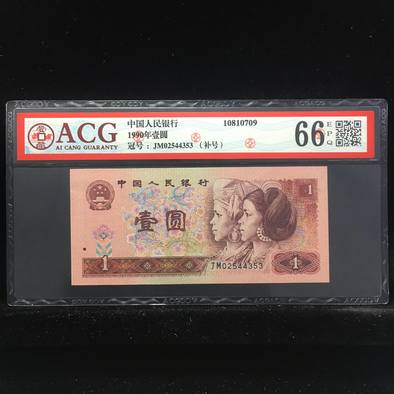 ACG
AI CANG GUARANTY
中国人民银行
10810709
1990年壹圆
冠号：JM02544353（补号）
66
EPQ
中国人民银行
1
壹圆
JM02544353
1
1